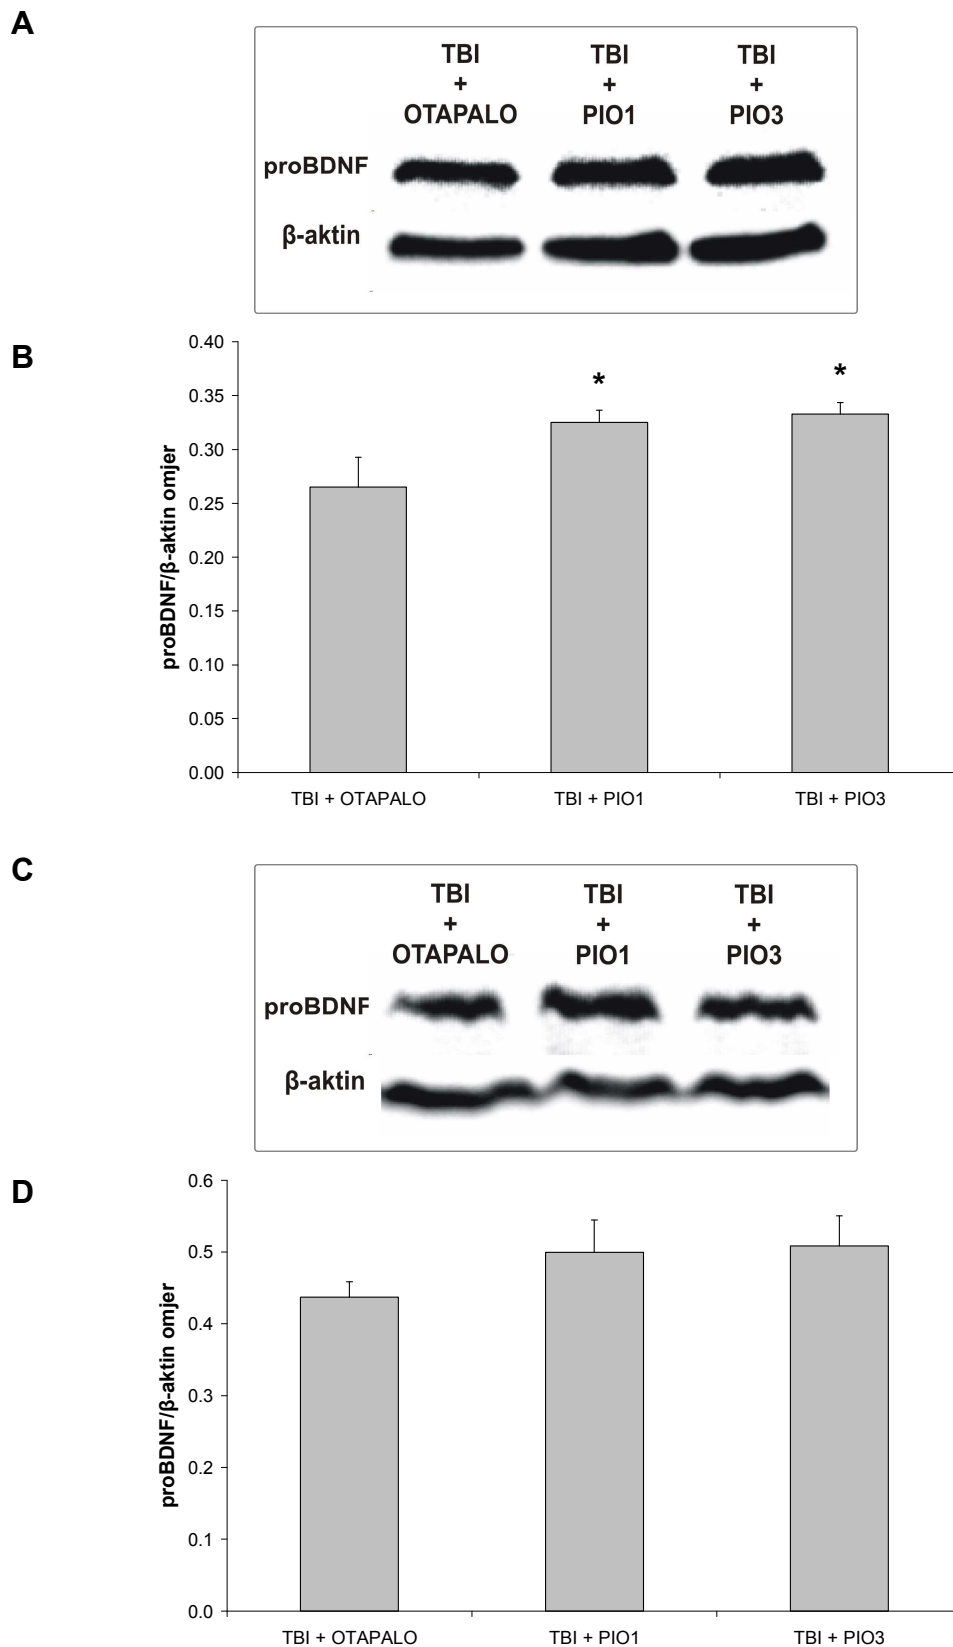 A
TBI TBI TBI
+ + +
OTAPALO PIO1 PIO3
proBDNF
β-aktin
B
0.40
*
*
0.35
0.30
0.25
0.20
0.15
0.10
0.05
0.00
proBDNF/β-aktin omjer
TBI + OTAPALO TBI + PIO1 TBI + PIO3
C
TBI TBI TBI
+ + +
OTAPALO PIO1 PIO3
proBDNF
β-aktin
D
0.6
0.5
0.4
0.3
0.2
0.1
0.0
proBDNF/β-aktin omjer
TBI + OTAPALO TBI + PIO1 TBI + PIO3